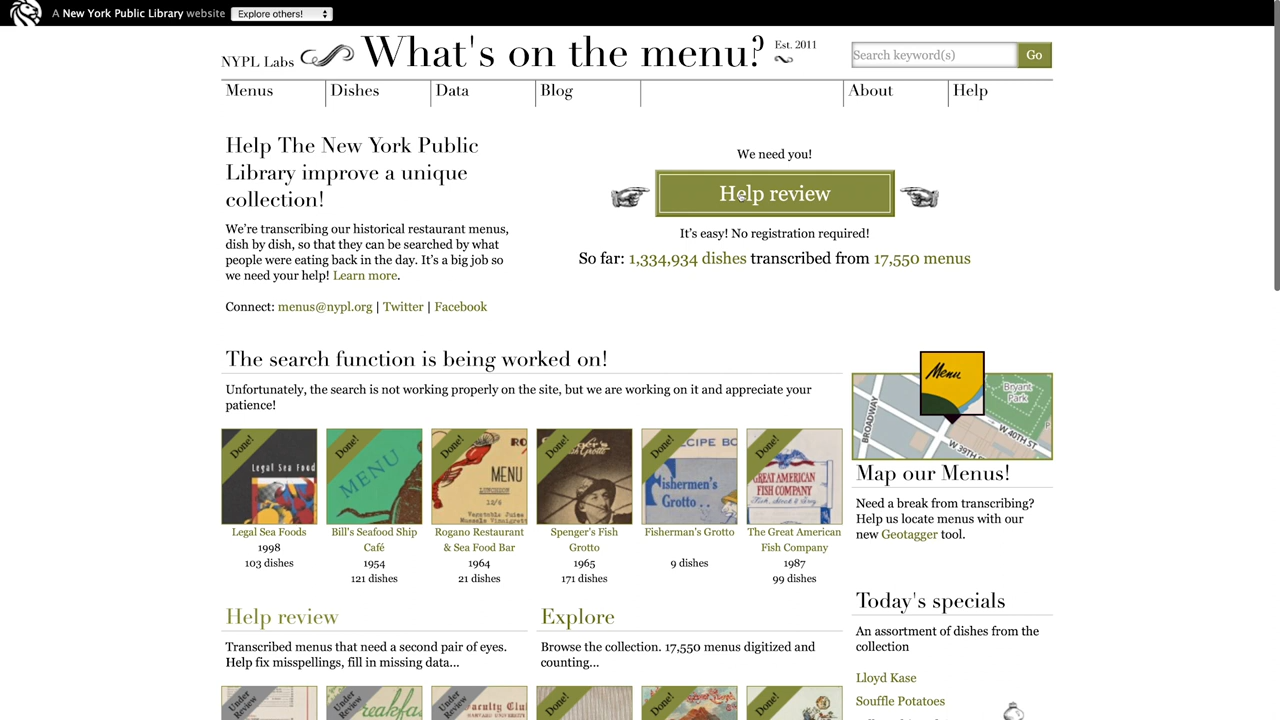 A New York Public Library website
Explore others!
NYPL Labs
What's on the menu?
Est. 2011
Search keyword(s)
Go
Menus
Dishes
Data
Blog
About
Help
Help The New York Public
Library improve a unique
collection!
We're transcribing our historical restaurant menus,
dish by dish, so that they can be searched by what
people were eating back in the day. It's a big job so
we need your help! Learn more.
Connect: menus@nypl.org | Twitter | Facebook
We need you!
Help review
It's easy! No registration required!
So far: 1,334,934 dishes transcribed from 17,550 menus
The search function is being worked on!
Unfortunately, the search is not working properly on the site, but we are working on it and appreciate your
patience!
Done!
Legal Sea Food
Done!
MENU
Done!
RO
MENU
LUNCHEON
12/6
Vegetable Juice
Done!
Done!
ECIPE BO
Fishermen's
Grotto
Done!
GREAT AMERICAN
FISH COMPANY
Legal Sea Foods
1998
103 dishes
Bill's Seafood Ship
Café
1954
121 dishes
Rogano Restaurant
& Sea Food Bar
1964
21 dishes
Spenger's Fish
Grotto
1965
171 dishes
Fisherman's Grotto
9 dishes
The Great American
Fish Company
1987
99 dishes
Menu
Bryant
Park
BROADWAY
W 40TH ST
W 39TH
Map our Menus!
Need a break from transcribing?
Help us locate menus with our
new Geotagger tool.
Help review
Transcribed menus that need a second pair of eyes.
Help fix misspellings, fill in missing data...
Explore
Browse the collection. 17,550 menus digitized and
counting...
Today's specials
An assortment of dishes from the
collection
Lloyd Kase
Souffle Potatoes
Under
Review
Under
Review
Under
Review
Faculty Clu
Done!
Done!
Done!